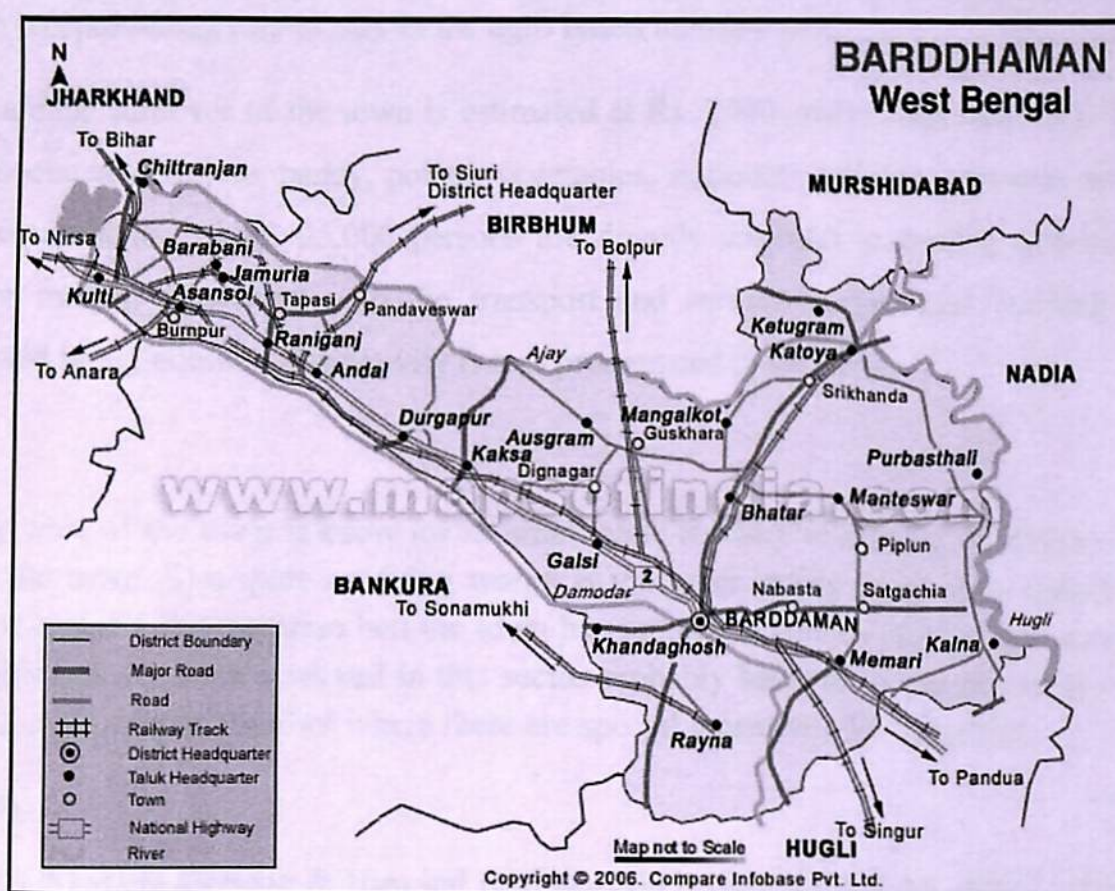 BARDDHAMAN
West Bengal
N
JHARKHAND
To Bihar
Chittranjan
To Siuri
District Headquarter
BIRBHUM
MURSHIDABAD
To Nirsa
Barabani
Jamuria
To Bolpur
Kulti
Asansol
Tapasi
Pandaveswar
Burnpur
Raniganj
Ketugram
Katoya
To Anara
Andal
Ajay
Srikhanda
NADIA
Durgapur
Mangalkot
Ausgram
Guskhara
Kaksa
Dignagar
Purbasthali
www.mapsofindia.com
Manteswar
Bhatar
Galsi
Piplun
BANKURA
2
Damodar
Nabasta
Satgachia
To Sonamukhi
BARDDAMAN
Hugli
Khandaghosh
Kalna
Memari
Rayna
To Pandua
To Singur
HUGLI
District Boundary
Major Road
Road
Railway Track
District Headquarter
Taluk Headquarter
Town
National Highway
River
Map not to Scale
Copyright © 2006. Compare Infobase Pvt. Ltd.